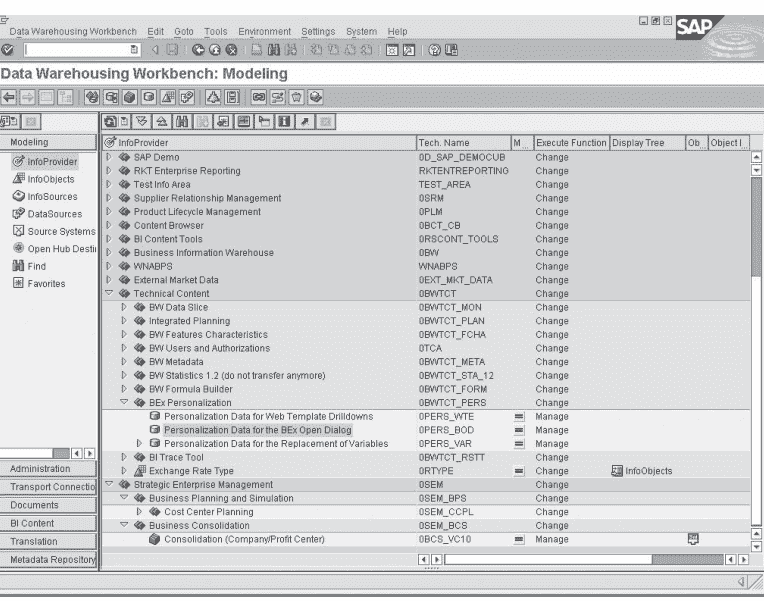 Data Warehousing Workbench Edit Goto Tools Environment Settings System Help
SAP
Data Warehousing Workbench: Modeling
Modeling
InfoProvider
InfoObjects
InfoSources
DataSources
Source Systems
Open Hub Destin
Find
Favorites
Administration
Transport Connectio
Documents
BI Content
Translation
Metadata Repository
InfoProvider Tech. Name M... Execute Function Display Tree Ob... Object I...
SAP Demo 0D_SAP_DEMOCUB Change
RKT Enterprise Reporting RKTENTREPORTING Change
Test Info Area TEST_AREA Change
Supplier Relationship Management 0SRM Change
Product Lifecycle Management 0PLM Change
Content Browser 0BCT_CB Change
BI Content Tools 0RSCONT_TOOLS Change
Business Information Warehouse 0BW Change
WNABPS WNABPS Change
External Market Data 0EXT_MKT_DATA Change
Technical Content 0BWTCT Change
BW Data Slice 0BWTCT_MON Change
Integrated Planning 0BWTCT_PLAN Change
BW Features Characteristics 0BWTCT_FCHA Change
BW Users and Authorizations 0TCA Change
BW Metadata 0BWTCT_META Change
BW Statistics 1.2 (do not transfer anymore) 0BWTCT_STA_12 Change
BW Formula Builder 0BWTCT_FORM Change
BEx Personalization 0BWTCT_PERS Change
Personalization Data for Web Template Drilldowns 0PERS_WTE Manage
Personalization Data for the BEx Open Dialog 0PERS_BOD Manage
Personalization Data for the Replacement of Variables 0PERS_VAR Manage
BI Trace Tool 0BWTCT_RSTT Change
Exchange Rate Type 0RTYPE Change InfoObjects
Strategic Enterprise Management 0SEM Change
Business Planning and Simulation 0SEM_BPS Change
Cost Center Planning 0SEM_CCPL Change
Business Consolidation 0SEM_BCS Change
Consolidation (Company/Profit Center) 0BCS_VC10 Manage